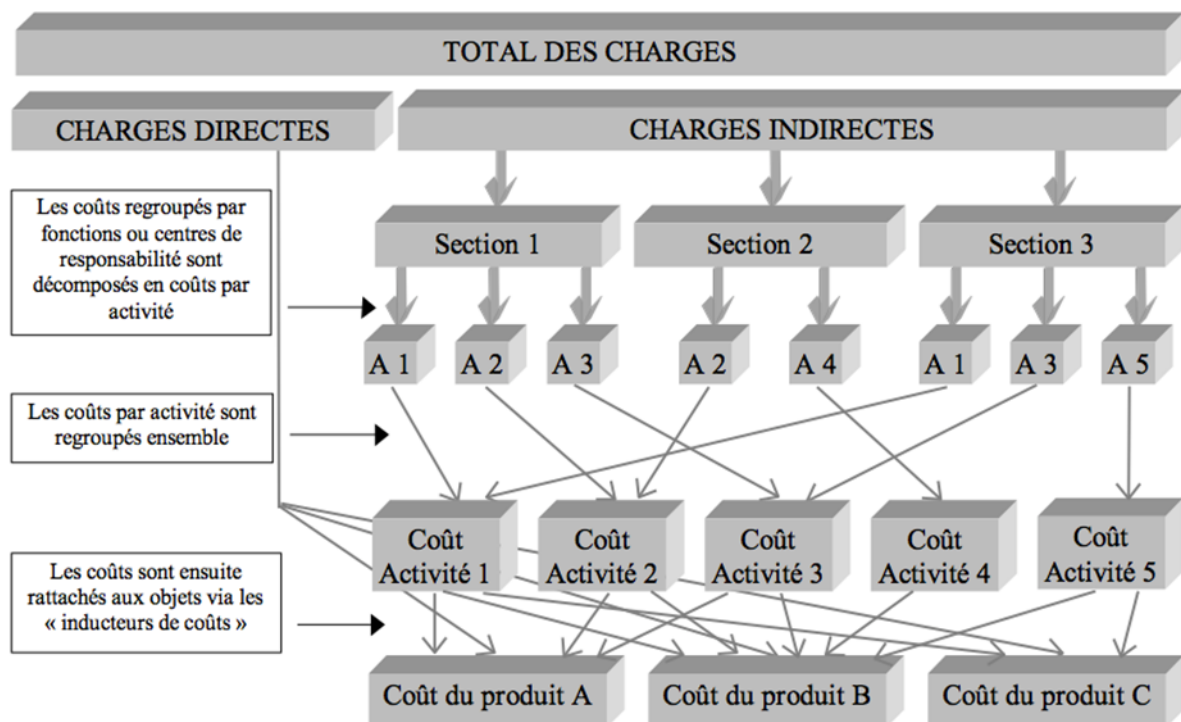 TOTAL DES CHARGES
CHARGES DIRECTES
CHARGES INDIRECTES
Les coûts regroupés par
fonctions ou centres de
responsabilité sont
décomposés en coûts par
activité
Section 1
Section 2
Section 3
A 1
A 2
A 3
A 2
A 4
A 1
A 3
A 5
Les coûts par activité sont
regroupés ensemble
Coût
Activité 1
Coût
Activité 2
Coût
Activité 3
Coût
Activité 4
Coût
Activité 5
Les coûts sont ensuite
rattachés aux objets via les
« inducteurs de coûts »
Coût du produit A
Coût du produit B
Coût du produit C